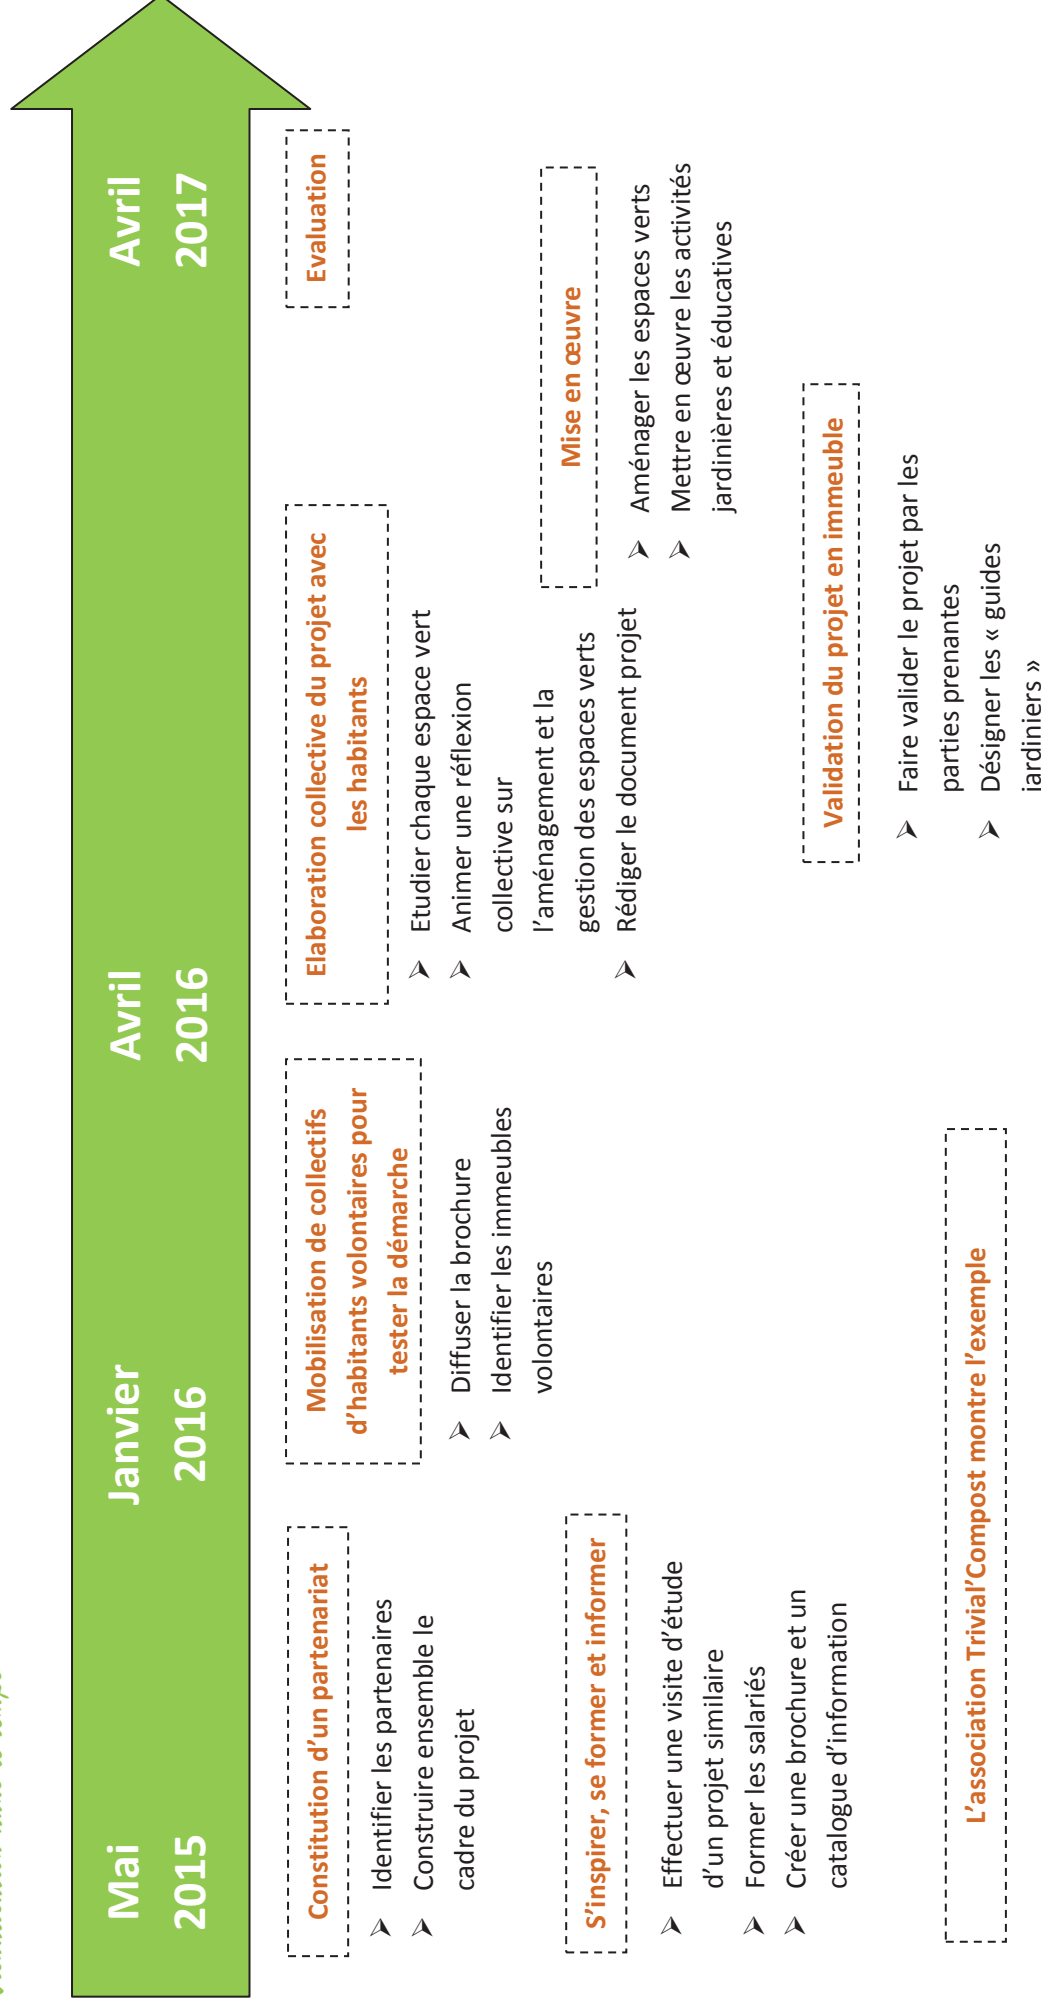 Mai
2015
Janvier
2016
Avril
2016
Avril
2017
Constitution d'un partenariat
➢ Identifier les partenaires
➢ Construire ensemble le
cadre du projet
S'inspirer, se former et informer
➢ Effectuer une visite d'étude
d'un projet similaire
➢ Former les salariés
➢ Créer une brochure et un
catalogue d'information
L'association Trivial'Compost montre l'exemple
Mobilisation de collectifs
d'habitants volontaires pour
tester la démarche
➢ Diffuser la brochure
➢ Identifier les immeubles
volontaires
Elaboration collective du projet avec
les habitants
➢ Etudier chaque espace vert
➢ Animer une réflexion
collective sur
l'aménagement et la
gestion des espaces verts
➢ Rédiger le document projet
Validation du projet en immeuble
➢ Faire valider le projet par les
parties prenantes
➢ Désigner les « guides
jardiniers »
Mise en œuvre
➢ Aménager les espaces verts
➢ Mettre en œuvre les activités
jardinières et éducatives
Evaluation